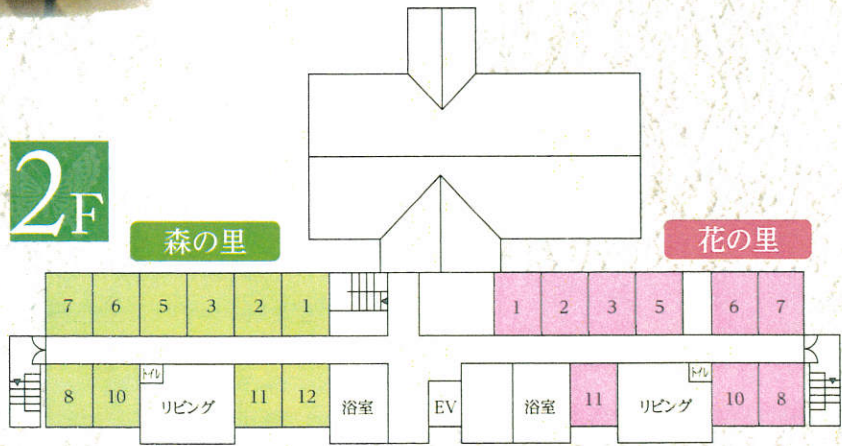 2F
森の里
花の里
7 6 5 3 2 1
1 2 3 5 6 7
8 10 トイレ リビング 11 12 浴室 EV 浴室 11 リビング トイレ 10 8